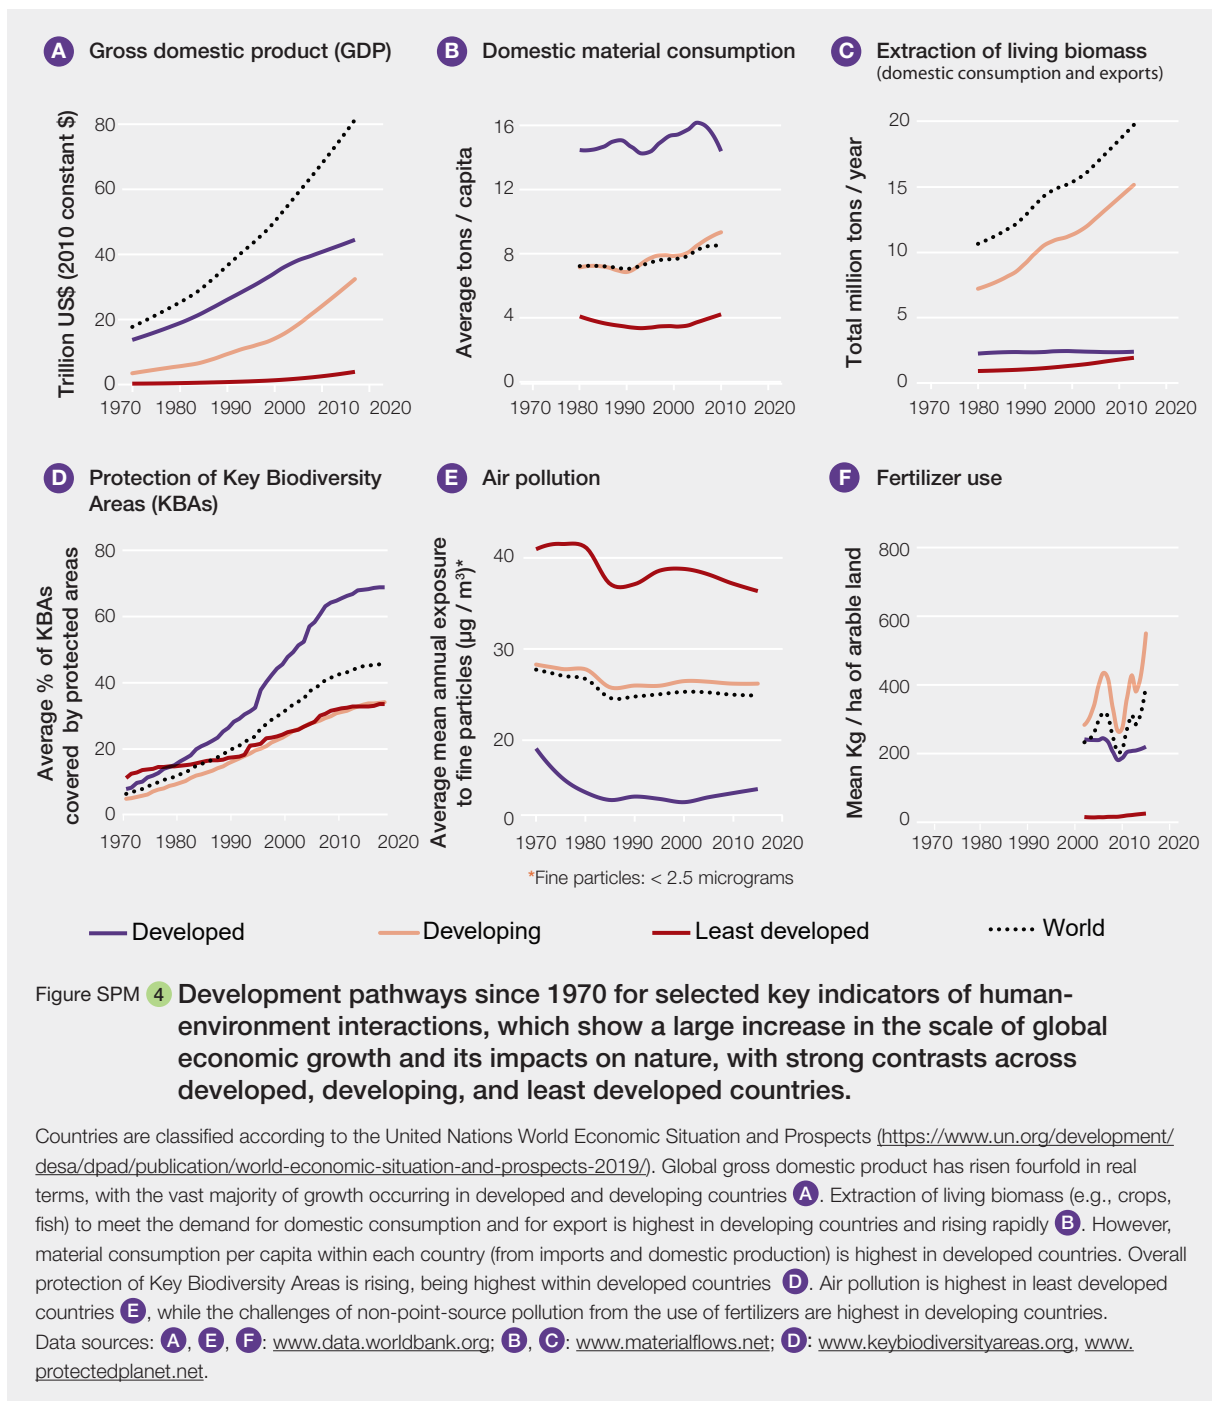 A Gross domestic product (GDP)
Trillion US$ (2010 constant $)
80
60
40
20
0
1970 1980 1990 2000 2010 2020
B Domestic material consumption
Average tons / capita
16
12
8
4
0
1970 1980 1990 2000 2010 2020
C Extraction of living biomass
(domestic consumption and exports)
Total million tons / year
20
15
10
5
0
1970 1980 1990 2000 2010 2020
D Protection of Key Biodiversity
Areas (KBAs)
Average % of KBAs
covered by protected areas
80
60
40
20
0
1970 1980 1990 2000 2010 2020
E Air pollution
Average mean annual exposure
to fine particles (µg / m³)*
40
30
20
0
1970 1980 1990 2000 2010 2020
*Fine particles: < 2.5 micrograms
F Fertilizer use
Mean Kg / ha of arable land
800
600
400
200
0
1970 1980 1990 2000 2010 2020
Developed Developing Least developed World
Figure SPM 4 Development pathways since 1970 for selected key indicators of human-
environment interactions, which show a large increase in the scale of global
economic growth and its impacts on nature, with strong contrasts across
developed, developing, and least developed countries.
Countries are classified according to the United Nations World Economic Situation and Prospects (https://www.un.org/development/
desa/dpad/publication/world-economic-situation-and-prospects-2019/). Global gross domestic product has risen fourfold in real
terms, with the vast majority of growth occurring in developed and developing countries A. Extraction of living biomass (e.g., crops,
fish) to meet the demand for domestic consumption and for export is highest in developing countries and rising rapidly B. However,
material consumption per capita within each country (from imports and domestic production) is highest in developed countries. Overall
protection of Key Biodiversity Areas is rising, being highest within developed countries D. Air pollution is highest in least developed
countries E, while the challenges of non-point-source pollution from the use of fertilizers are highest in developing countries.
Data sources: A, E, F: www.data.worldbank.org; B, C: www.materialflows.net; D: www.keybiodiversityareas.org, www.
protectedplanet.net.